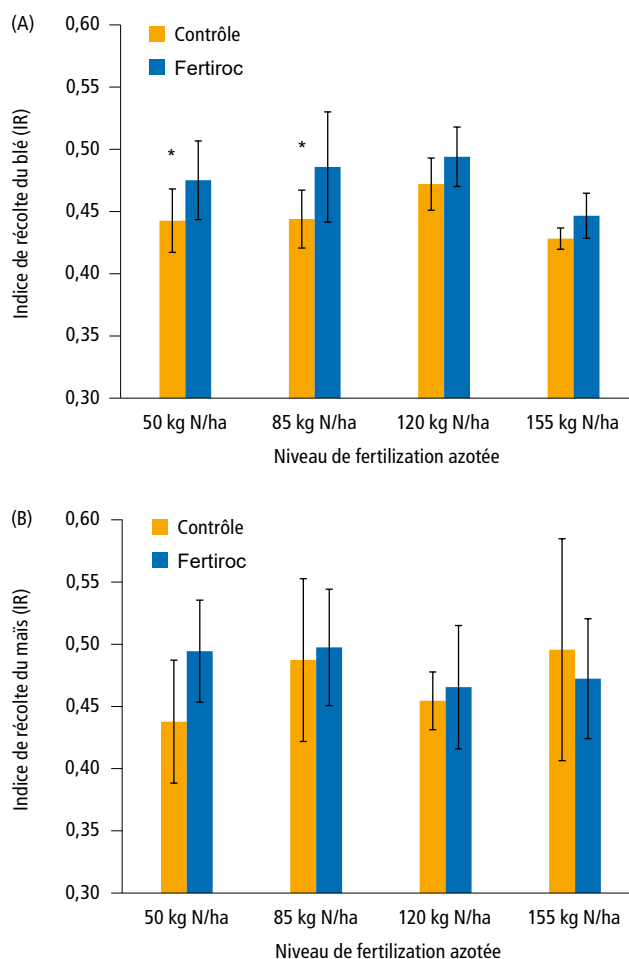 (A)
0,60
0,55
0,50
0,45
0,40
0,35
0,30
Indice de récolte du blé (IR)
Contrôle
Fertiroc
*
*
50 kg N/ha
85 kg N/ha
120 kg N/ha
155 kg N/ha
Niveau de fertilization azotée
(B)
0,60
0,55
0,50
0,45
0,40
0,35
0,30
Indice de récolte du maïs (IR)
Contrôle
Fertiroc
50 kg N/ha
85 kg N/ha
120 kg N/ha
155 kg N/ha
Niveau de fertilization azotée